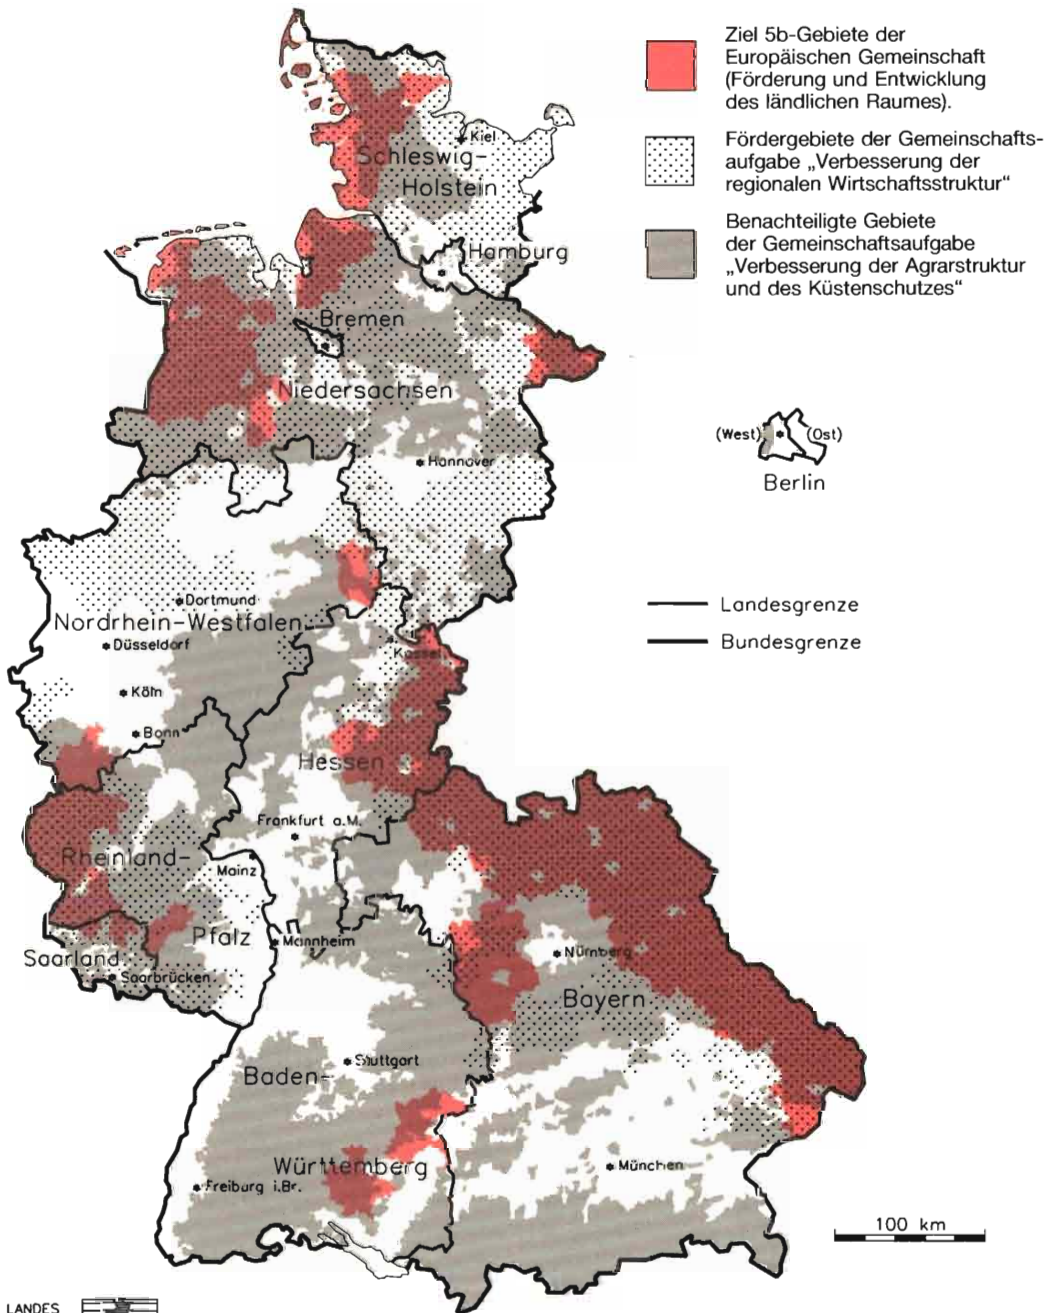 Ziel 5b-Gebiete der
Europäischen Gemeinschaft
(Förderung und Entwicklung
des ländlichen Raumes).
Fördergebiete der Gemeinschafts-
aufgabe „Verbesserung der
regionalen Wirtschaftsstruktur“
Benachteiligte Gebiete
der Gemeinschaftsaufgabe
„Verbesserung der Agrarstruktur
und des Küstenschutzes“
Kiel
Schleswig-
Holstein
Hamburg
Bremen
Niedersachsen
(West)
(Ost)
Berlin
Hannover
Landesgrenze
Bundesgrenze
Dortmund
Nordrhein-Westfalen
Düsseldorf
Kassel
Köln
Bonn
Hessen
Frankfurt a.M.
Rheinland-
Mainz
Pfalz
Mannheim
Saarland
Saarbrücken
Nürnberg
Bayern
Stuttgart
Baden-
Württemberg
München
Freiburg i.Br.
100 km
LANDES